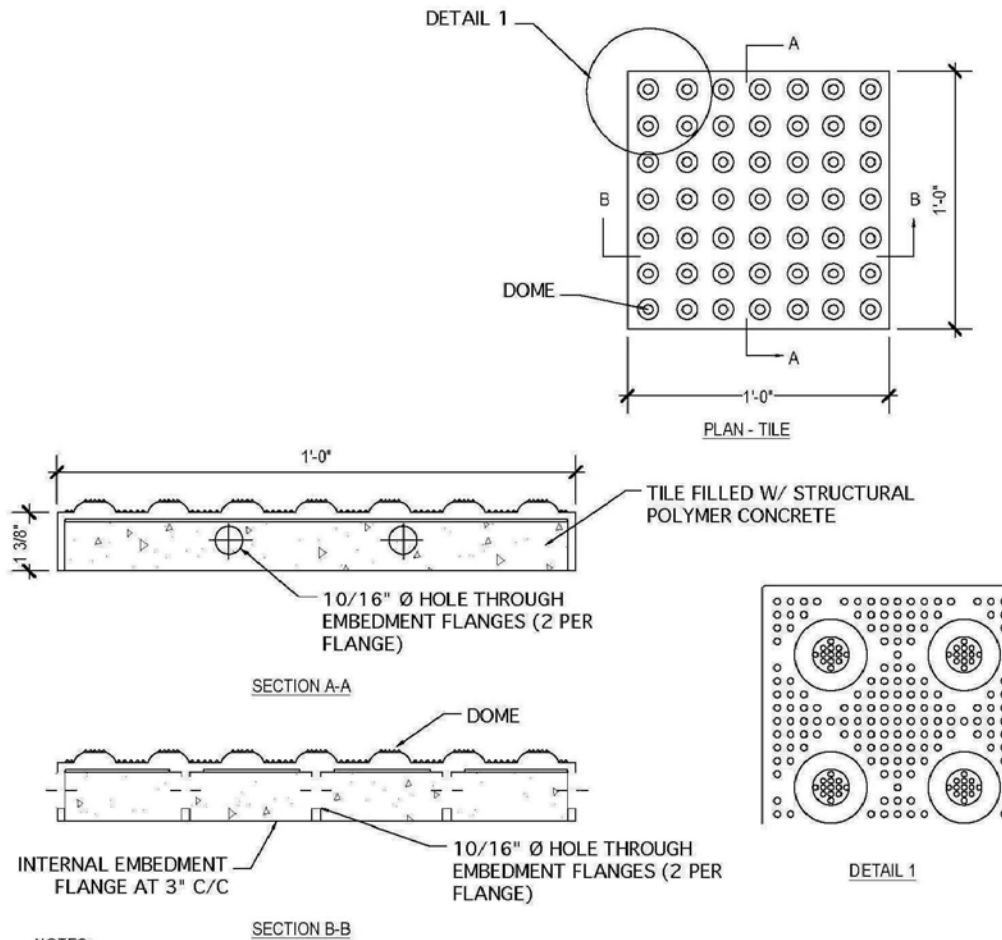 DETAIL 1
A
B
B
1'-0"
DOME
A
1'-0"
PLAN - TILE
1'-0"
TILE FILLED W/ STRUCTURAL
POLYMER CONCRETE
1 3/8"
10/16" Ø HOLE THROUGH
EMBEDMENT FLANGES (2 PER
FLANGE)
SECTION A-A
DOME
INTERNAL EMBEDMENT
FLANGE AT 3" C/C
10/16" Ø HOLE THROUGH
EMBEDMENT FLANGES (2 PER
FLANGE)
SECTION B-B
DETAIL 1